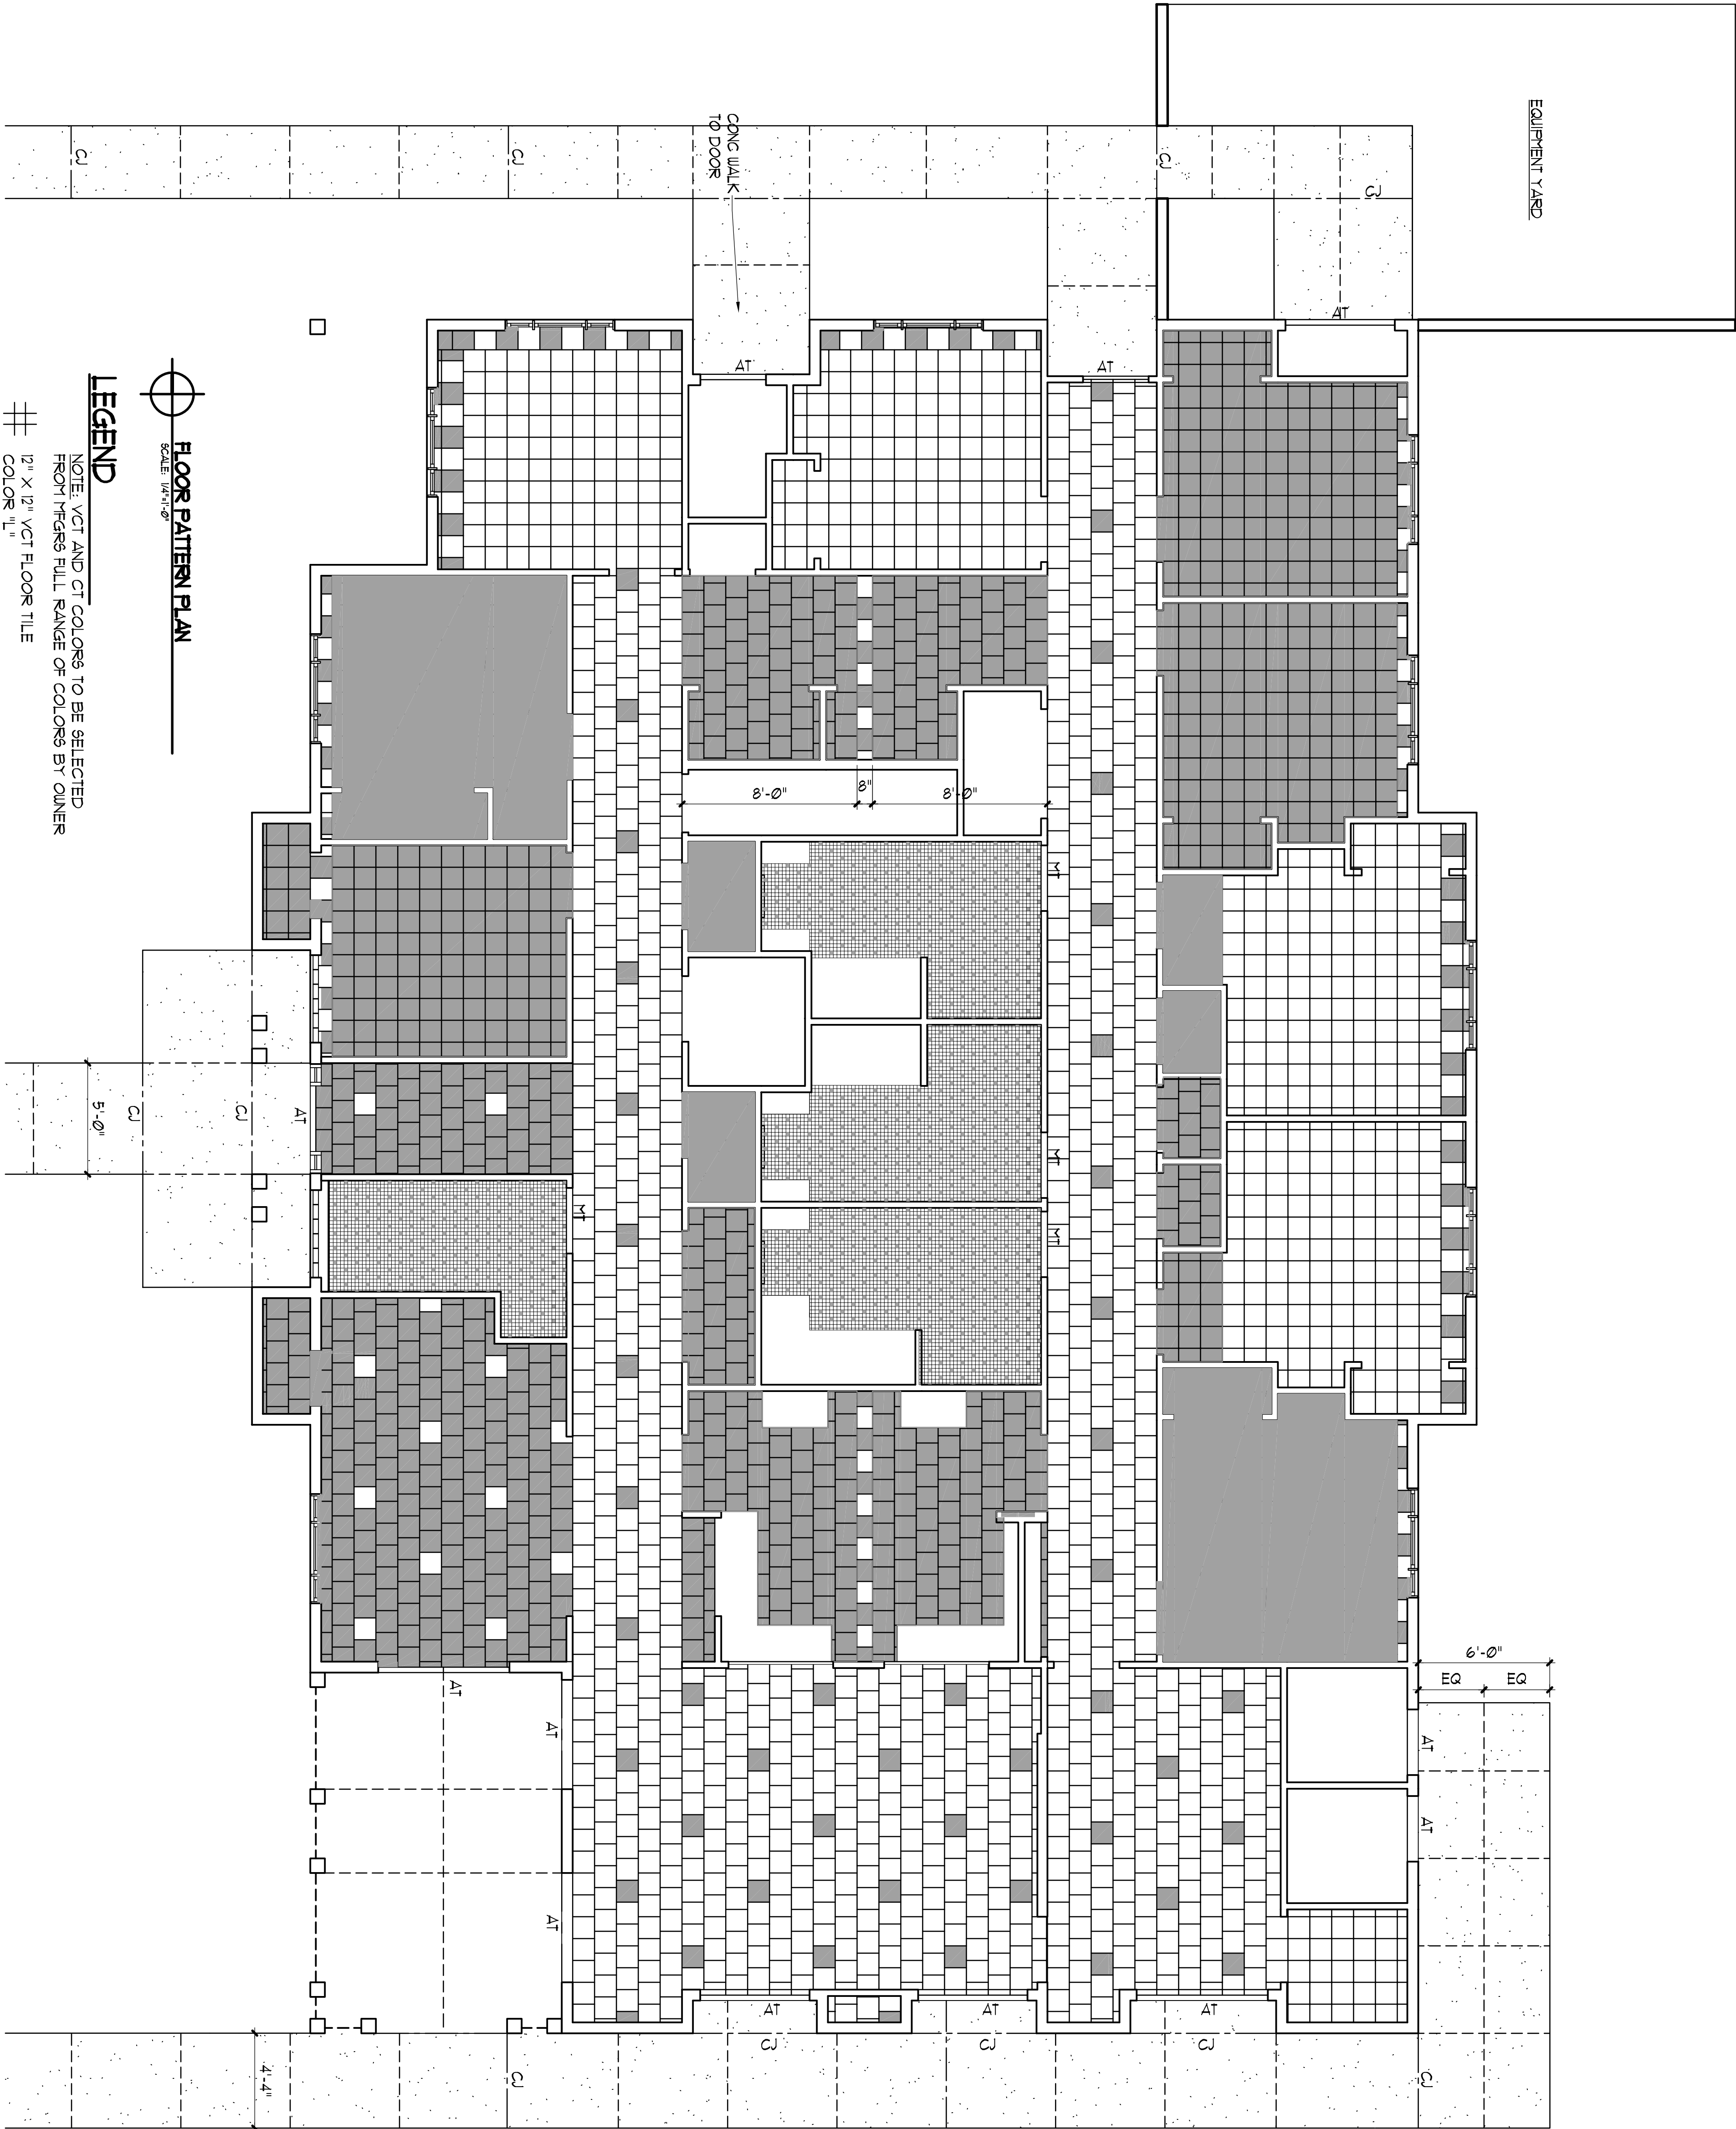 EQUIPMENT YARD
CJ
CJ
CJ
CJ
CONC WALK
TO DOOR
AT
AT
AT
FLOOR PATTERN PLAN
SCALE: 1/4"=1'-0"
LEGEND
NOTE: VCT AND CT COLORS TO BE SELECTED
FROM MFGRS FULL RANGE OF COLORS BY OWNER
12" X 12" VCT FLOOR TILE
COLOR "L"
8'-0"
8"
8'-0"
MT
MT
MT
MT
5'-0"
CJ
CJ
AT
6'-0"
EQ
EQ
AT
AT
AT
AT
AT
AT
AT
AT
CJ
CJ
CJ
CJ
CJ
4'-4"